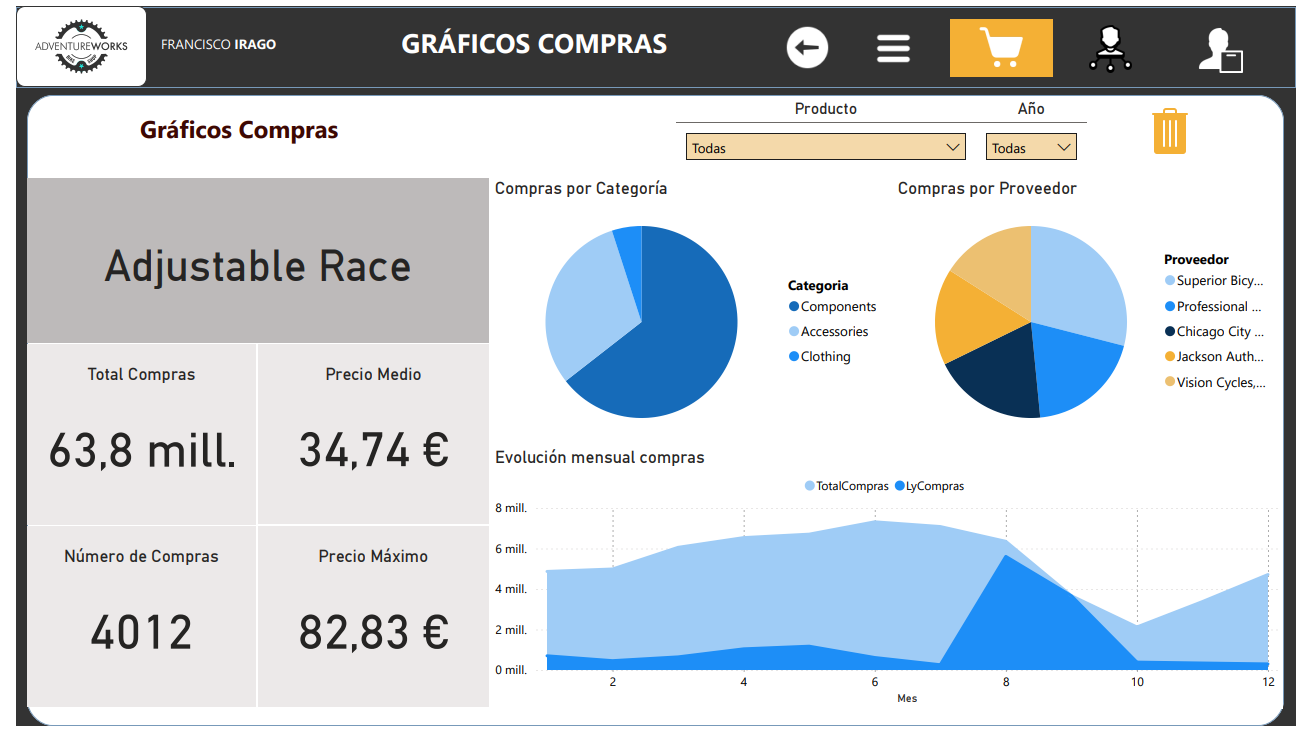 ADVENTUREWORKS
BIKE SHOP
FRANCISCO IRAGO
GRÁFICOS COMPRAS
Gráficos Compras
Producto
Año
Todas
Todas
Adjustable Race
Total Compras
63,8 mill.
Precio Medio
34,74 €
Número de Compras
4012
Precio Máximo
82,83 €
Compras por Categoría
Categoria
Components
Accessories
Clothing
Compras por Proveedor
Proveedor
Superior Bicy...
Professional ...
Chicago City ...
Jackson Auth...
Vision Cycles,...
Evolución mensual compras
TotalCompras LyCompras
8 mill.
6 mill.
4 mill.
2 mill.
0 mill.
2 4 6 8 10 12
Mes